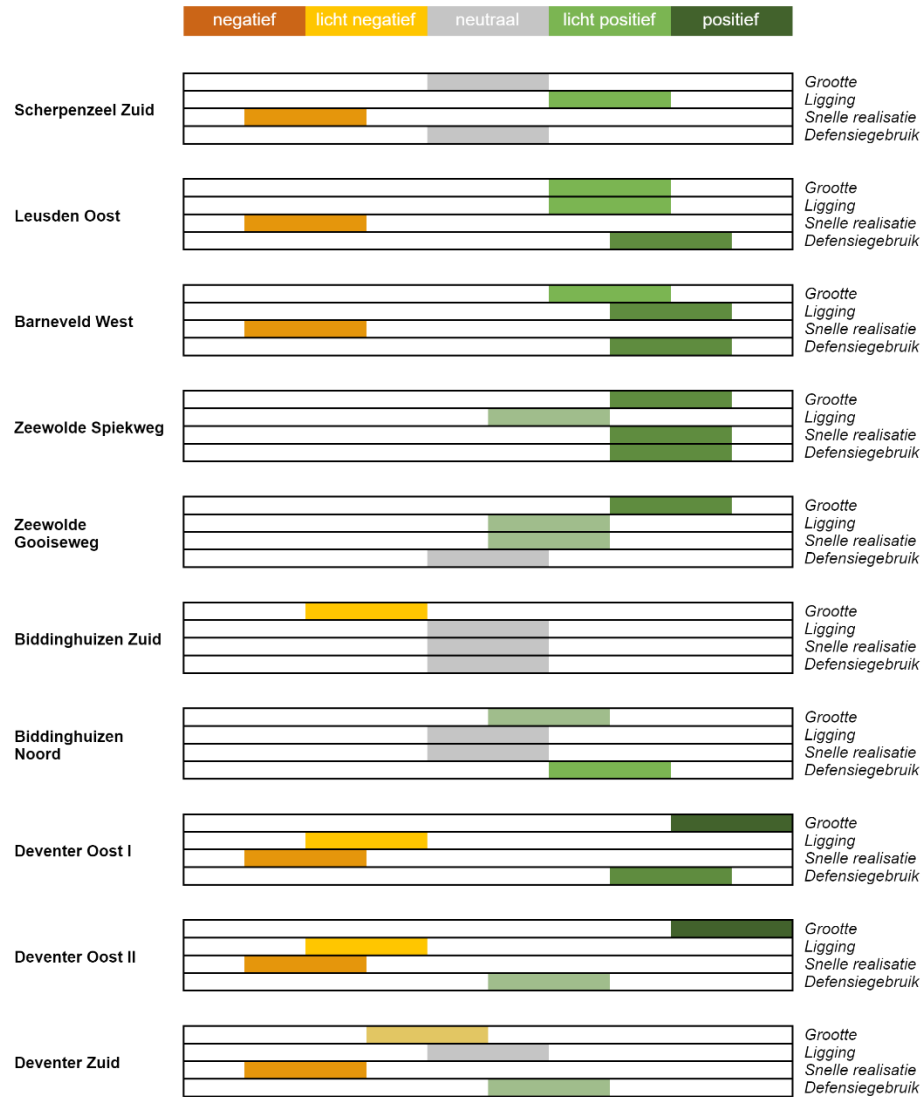 negatief licht negatief neutraal licht positief positief
Scherpenzeel Zuid
Grootte
Ligging
Snelle realisatie
Defensiegebruik
Leusden Oost
Grootte
Ligging
Snelle realisatie
Defensiegebruik
Barneveld West
Grootte
Ligging
Snelle realisatie
Defensiegebruik
Zeewolde Spiekweg
Grootte
Ligging
Snelle realisatie
Defensiegebruik
Zeewolde
Gooiseweg
Grootte
Ligging
Snelle realisatie
Defensiegebruik
Biddinghuizen Zuid
Grootte
Ligging
Snelle realisatie
Defensiegebruik
Biddinghuizen
Noord
Grootte
Ligging
Snelle realisatie
Defensiegebruik
Deventer Oost I
Grootte
Ligging
Snelle realisatie
Defensiegebruik
Deventer Oost II
Grootte
Ligging
Snelle realisatie
Defensiegebruik
Deventer Zuid
Grootte
Ligging
Snelle realisatie
Defensiegebruik